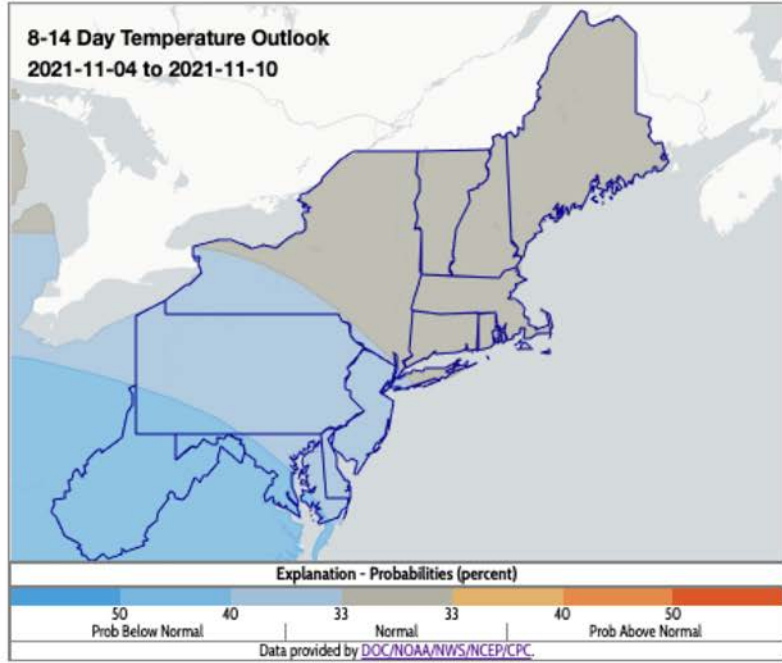 8-14 Day Temperature Outlook
2021-11-04 to 2021-11-10
Explanation - Probabilities (percent)
50 40 33 33 40 50
Prob Below Normal | Normal | Prob Above Normal
Data provided by DOC/NOAA/NWS/NCEP/CPC.